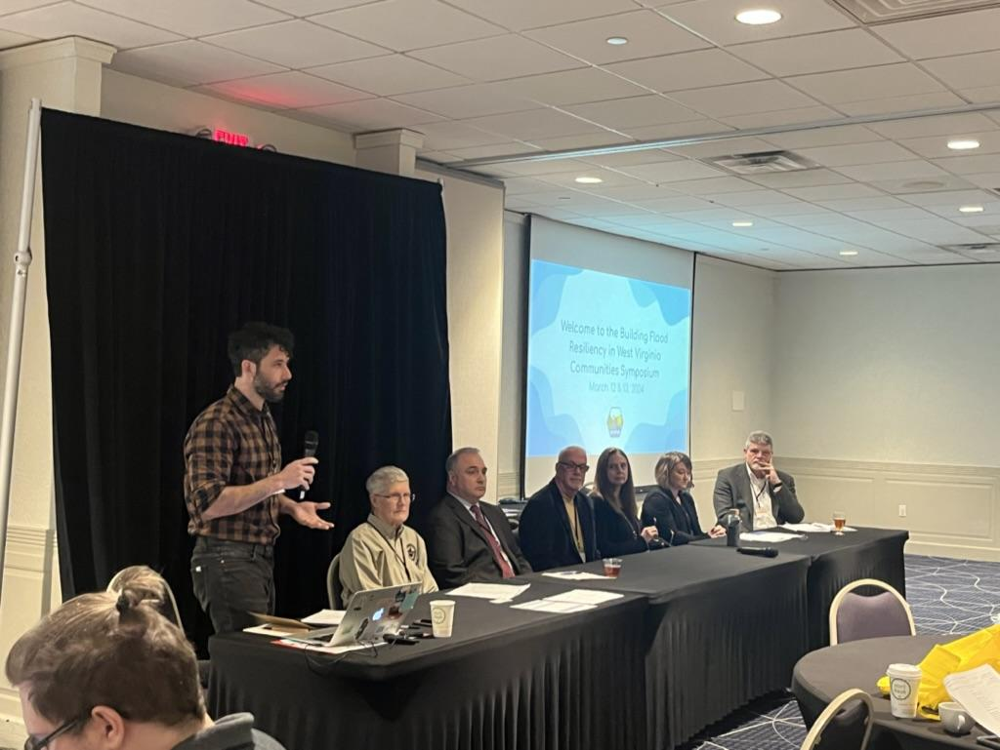 EXIT
Welcome to the Building Flood
Resiliency in West Virginia
Communities Symposium
March 12 & 13, 2024